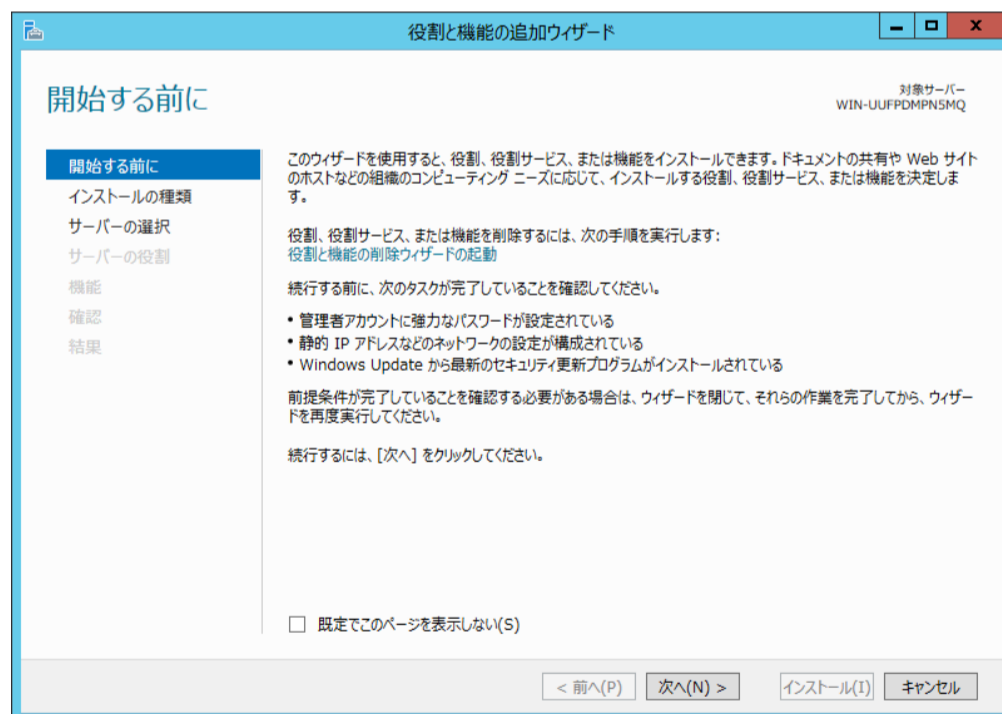 役割と機能の追加ウィザード
開始する前に
対象サーバー
WIN-UUFPDMPN5MQ
開始する前に
インストールの種類
サーバーの選択
サーバーの役割
機能
確認
結果
このウィザードを使用すると、役割、役割サービス、または機能をインストールできます。ドキュメントの共有や Web サイト
のホストなどの組織のコンピューティング ニーズに応じて、インストールする役割、役割サービス、または機能を決定しま
す。
役割、役割サービス、または機能を削除するには、次の手順を実行します:
役割と機能の削除ウィザードの起動
続行する前に、次のタスクが完了していることを確認してください。
• 管理者アカウントに強力なパスワードが設定されている
• 静的 IP アドレスなどのネットワークの設定が構成されている
• Windows Update から最新のセキュリティ更新プログラムがインストールされている
前提条件が完了していることを確認する必要がある場合は、ウィザードを閉じて、それらの作業を完了してから、ウィザー
ドを再度実行してください。
続行するには、[次へ] をクリックしてください。
既定でこのページを表示しない(S)
< 前へ(P) 次へ(N) > インストール(I) キャンセル